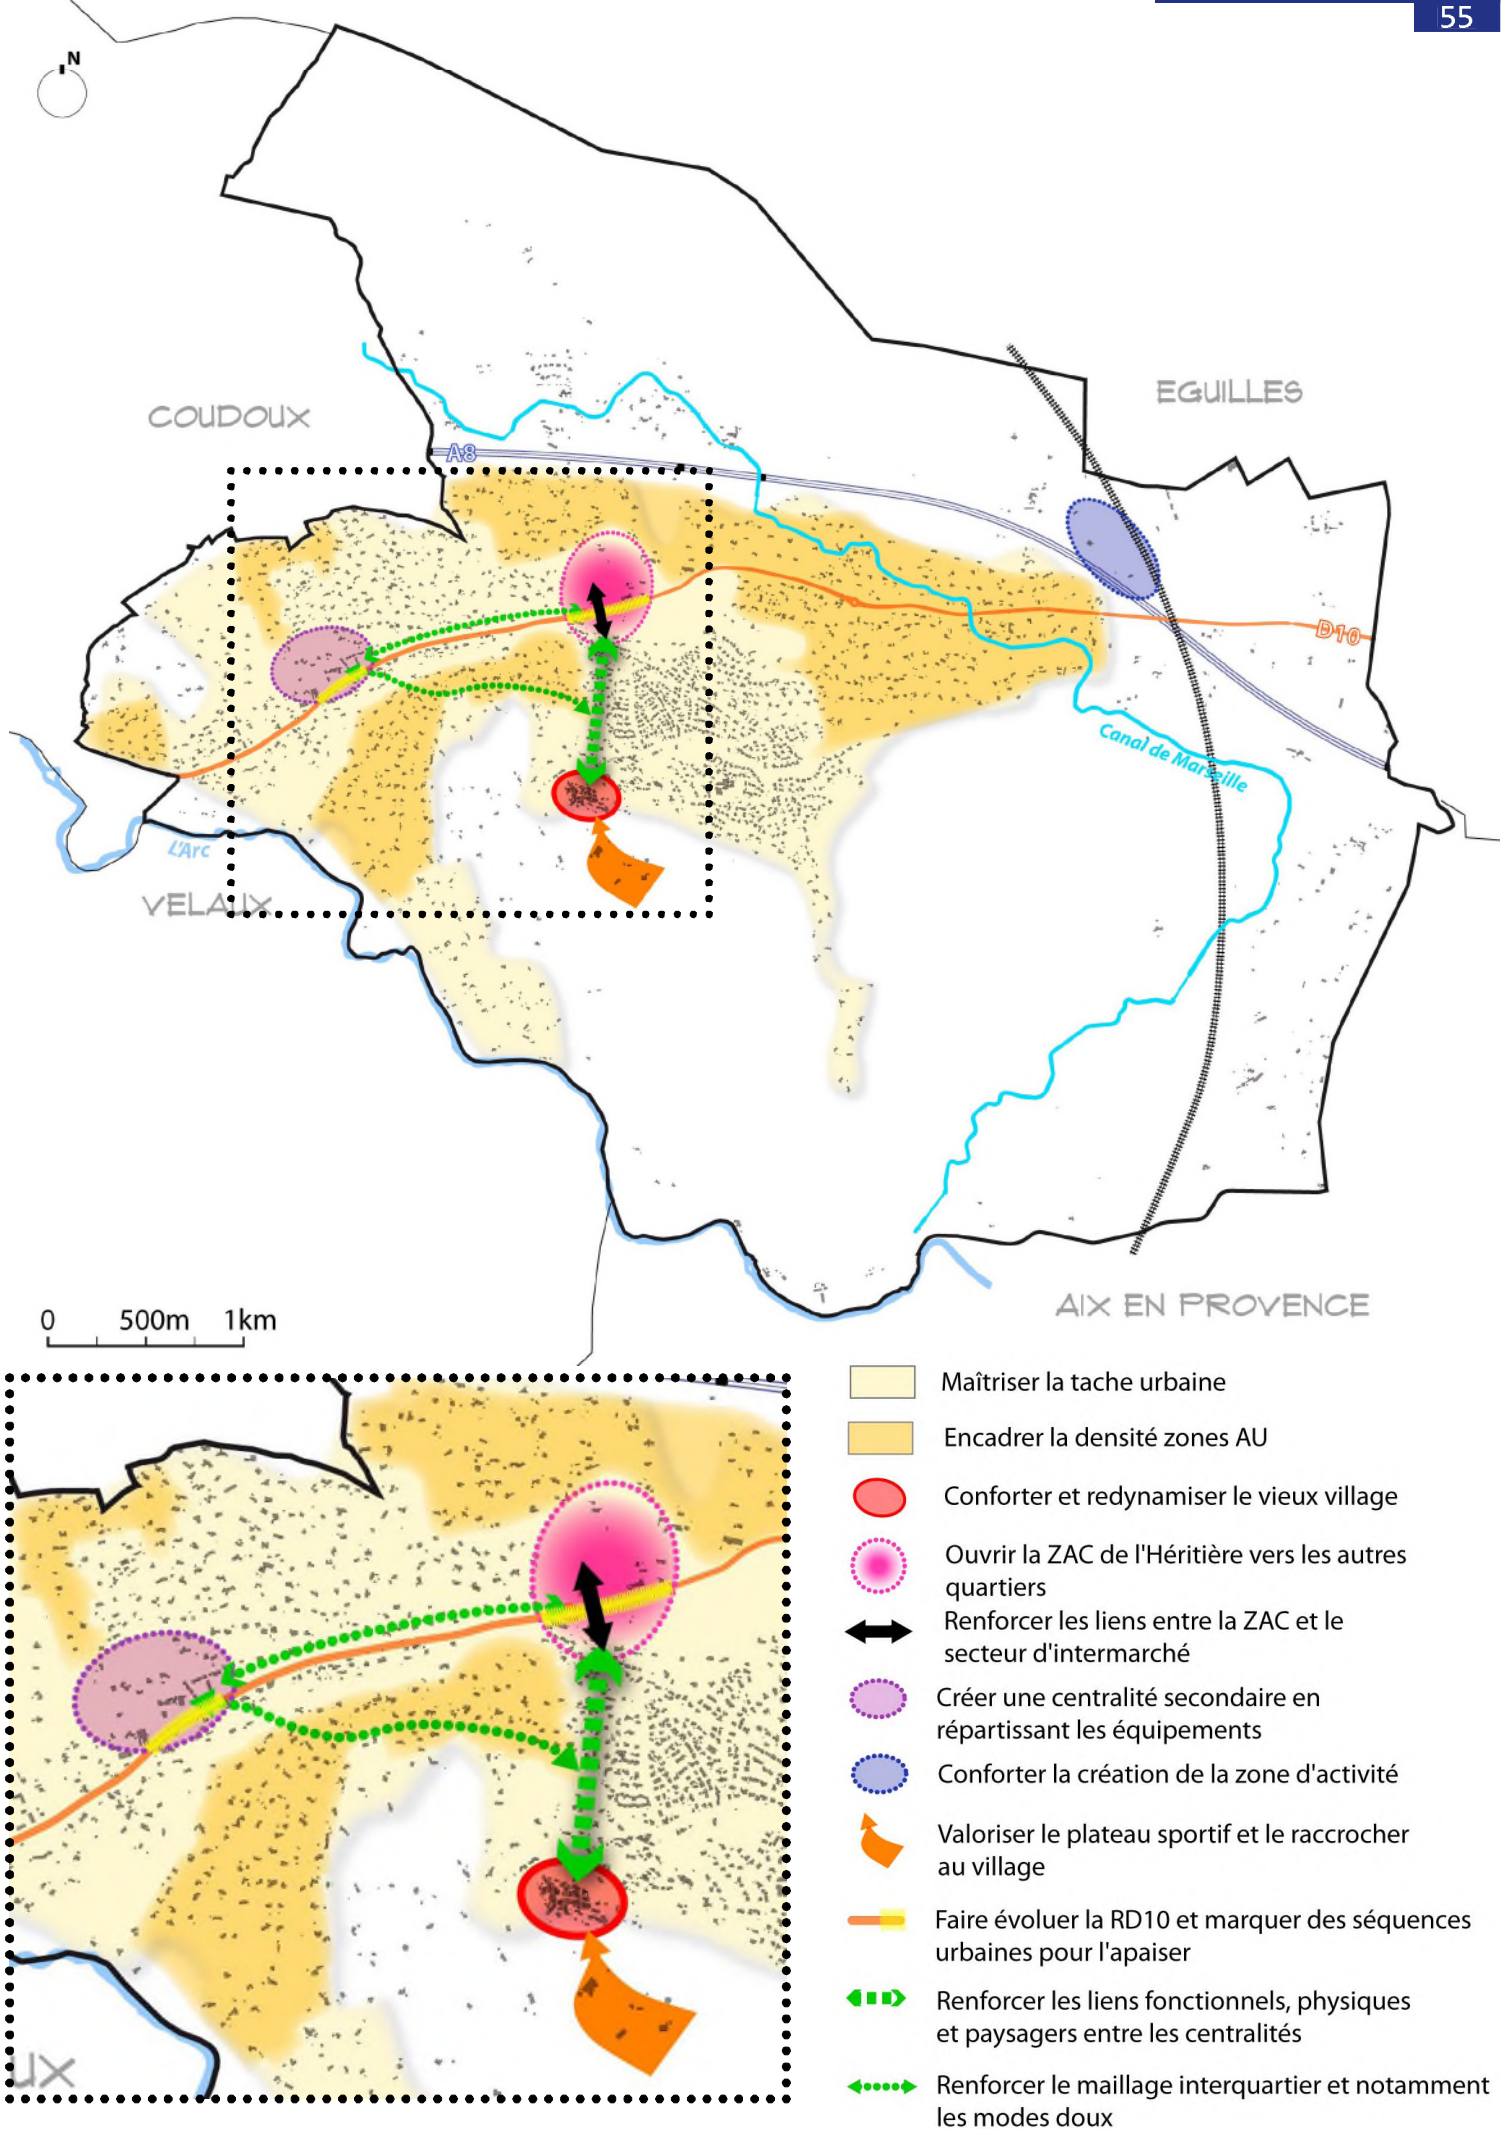 55
N
EGUILLES
COUDOUX
A8
D10
Canal de Marseille
L'Arc
VELAUX
AIX EN PROVENCE
0 500m 1km
UX
Maîtriser la tache urbaine
Encadrer la densité zones AU
Conforter et redynamiser le vieux village
Ouvrir la ZAC de l'Héritière vers les autres
quartiers
Renforcer les liens entre la ZAC et le
secteur d'intermarché
Créer une centralité secondaire en
répartissant les équipements
Conforter la création de la zone d'activité
Valoriser le plateau sportif et le raccrocher
au village
Faire évoluer la RD10 et marquer des séquences
urbaines pour l'apaiser
Renforcer les liens fonctionnels, physiques
et paysagers entre les centralités
Renforcer le maillage interquartier et notamment
les modes doux